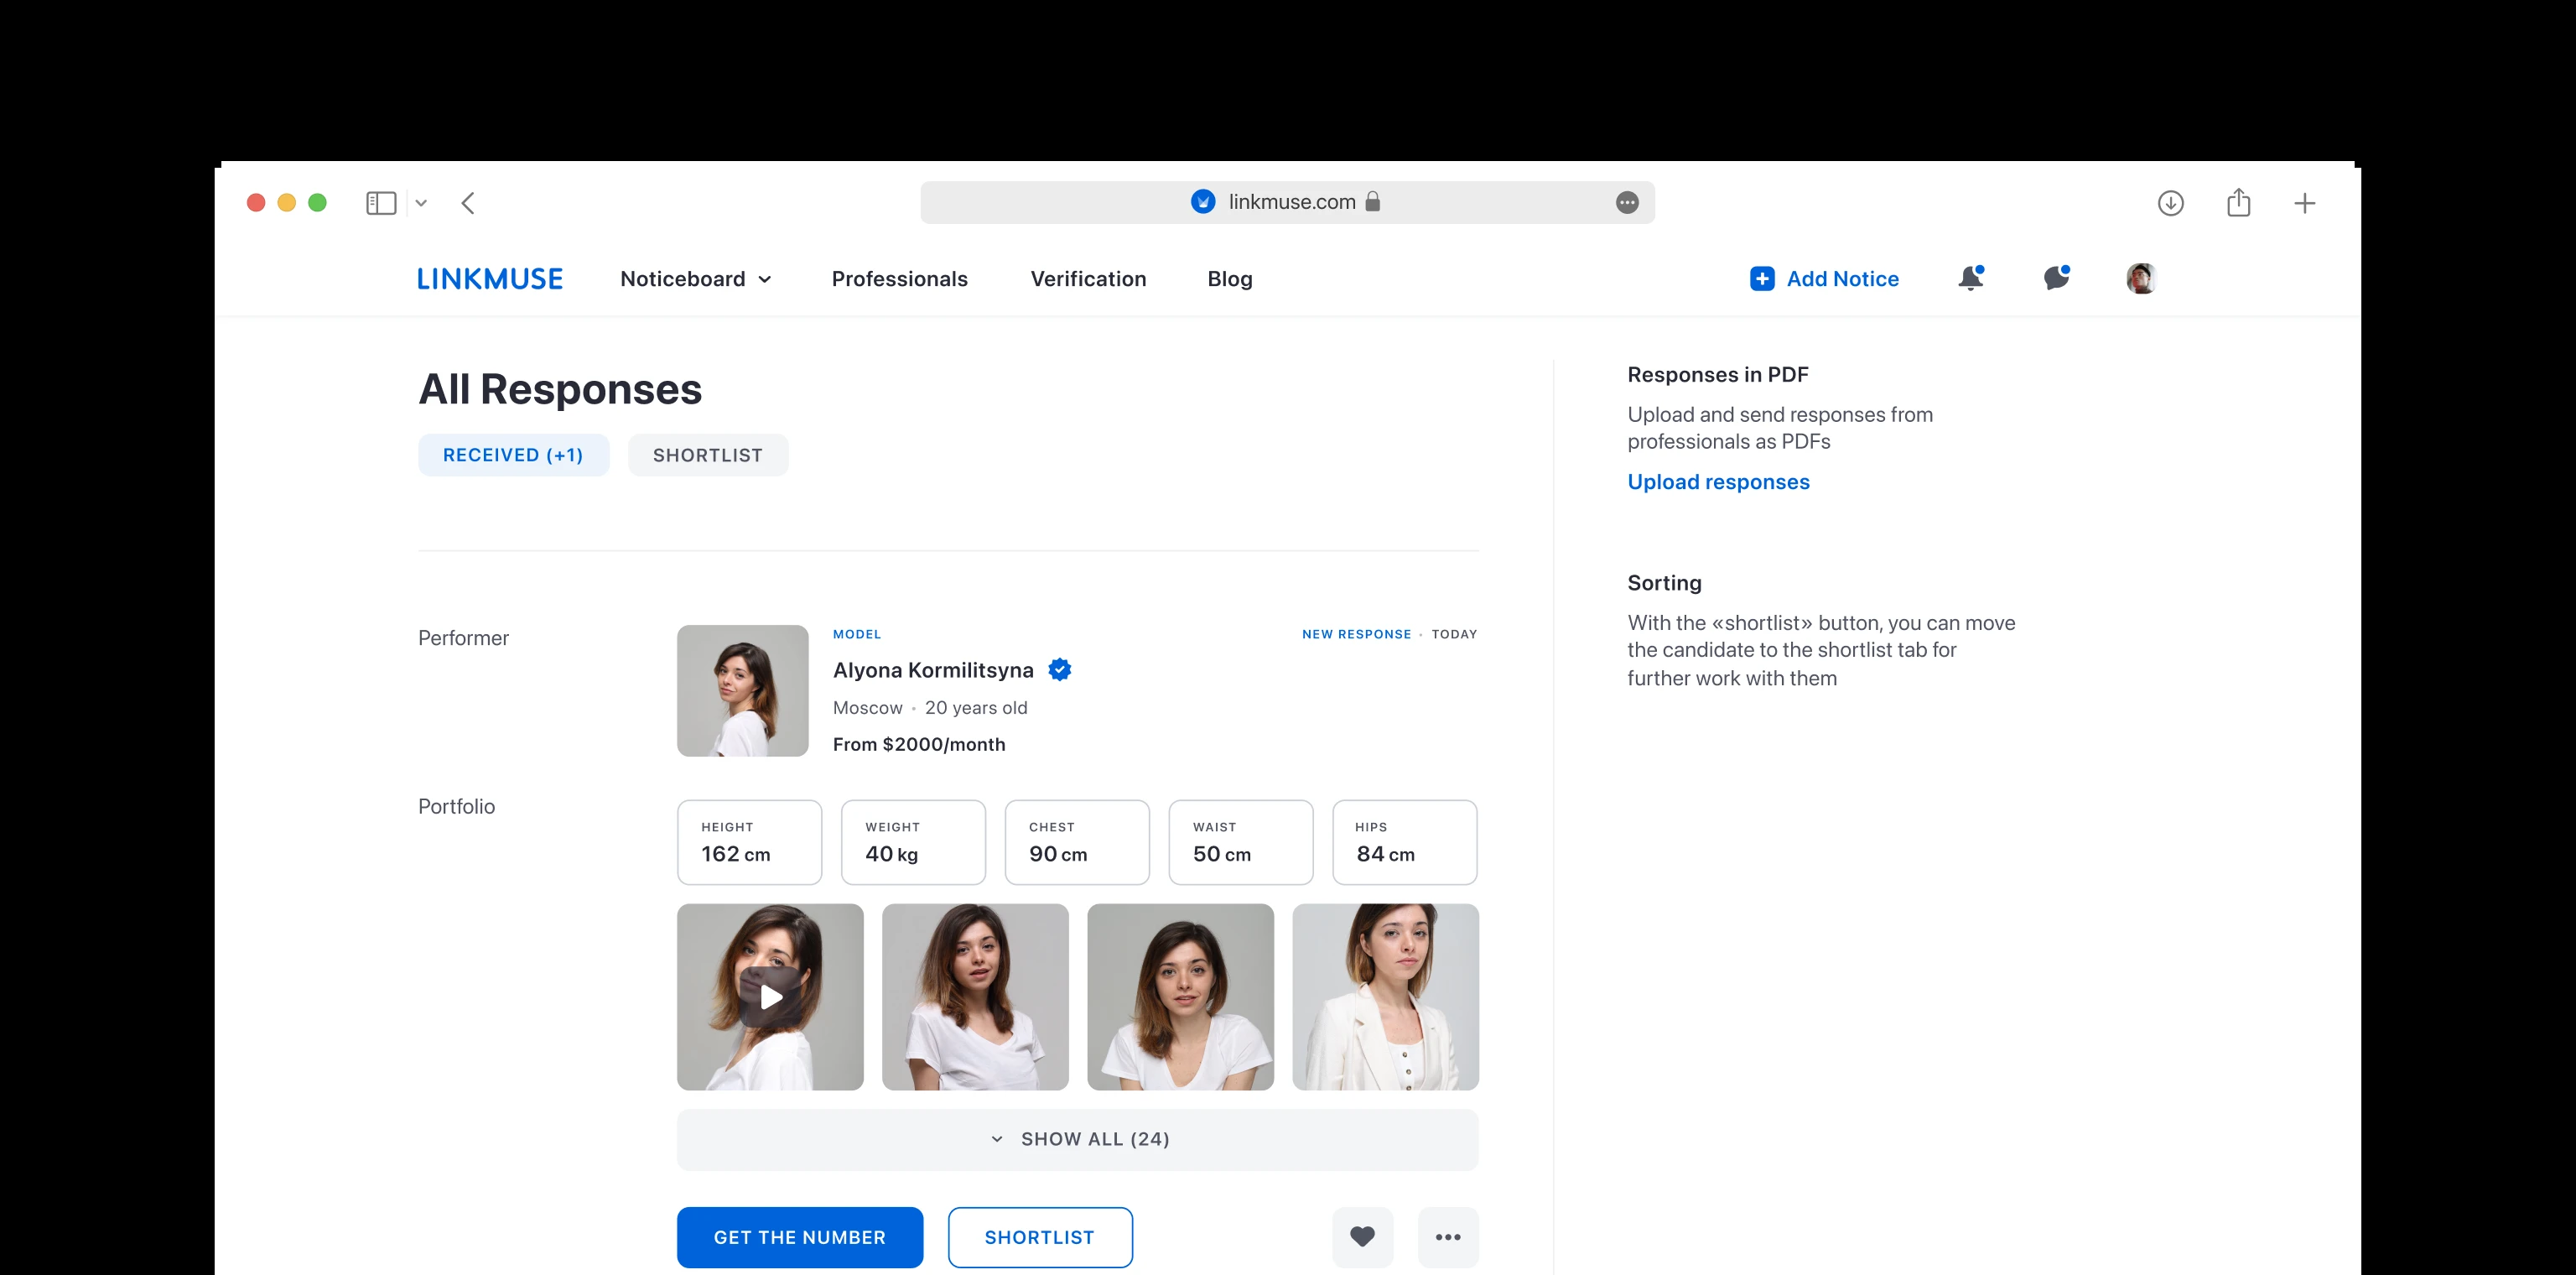 linkmuse.com
LINKMUSE Noticeboard Professionals Verification Blog Add Notice
All Responses
RECEIVED (+1) SHORTLIST
Performer
MODEL
NEW RESPONSE • TODAY
Alyona Kormilitsyna
Moscow • 20 years old
From $2000/month
Portfolio
HEIGHT
162 cm
WEIGHT
40 kg
CHEST
90 cm
WAIST
50 cm
HIPS
84 cm
SHOW ALL (24)
GET THE NUMBER SHORTLIST
Responses in PDF
Upload and send responses from
professionals as PDFs
Upload responses
Sorting
With the «shortlist» button, you can move
the candidate to the shortlist tab for
further work with them